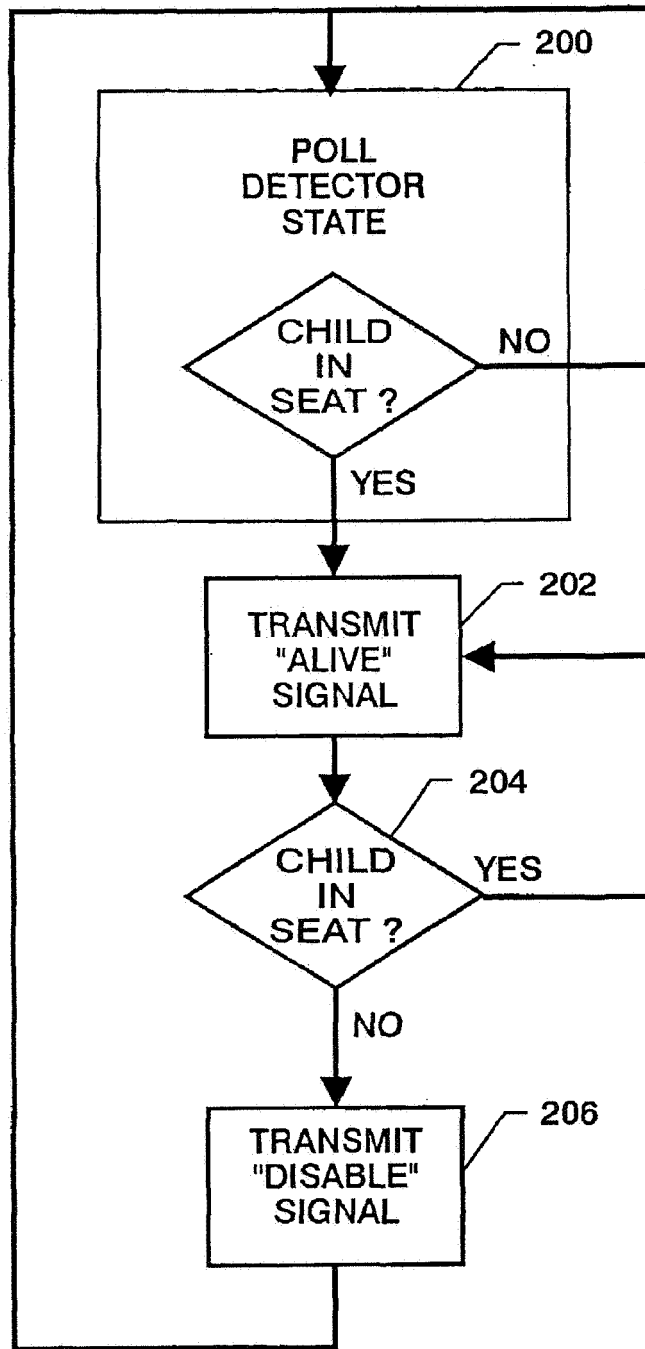 200
POLL
DETECTOR
STATE
CHILD
IN
SEAT ?
NO
YES
202
TRANSMIT
"ALIVE"
SIGNAL
204
CHILD
IN
SEAT ?
YES
NO
206
TRANSMIT
"DISABLE"
SIGNAL